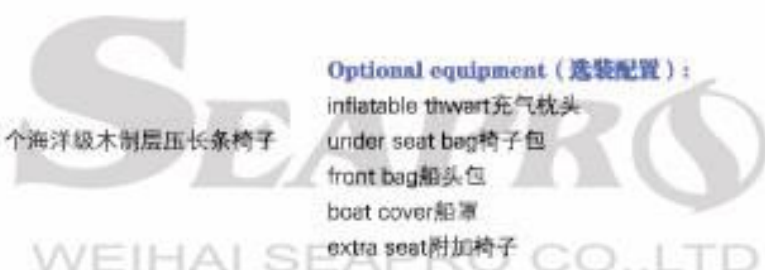 Optional equipment（选装配置）:
inflatable thwart充气枕头
个海洋级木制层压长条椅子
under seat bag椅子包
front bag船头包
boat cover船罩
extra seat附加椅子
SEAPRO
WEIHAI SEAPRO CO.,LTD